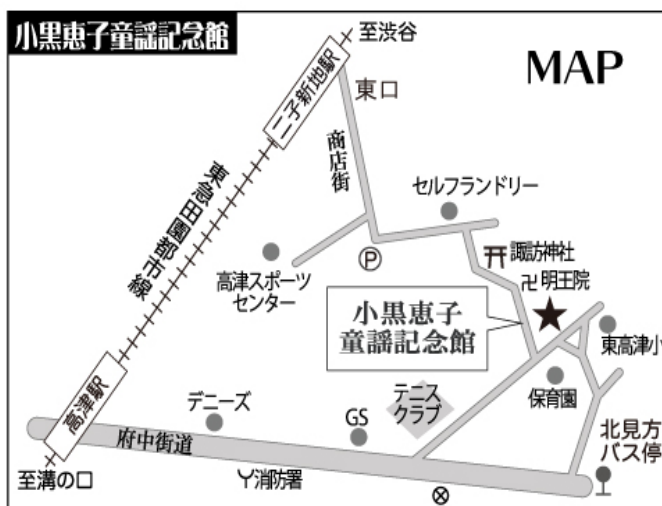 小黒恵子童謡記念館
至渋谷
MAP
二子新地駅
東口
商店街
セルフランドリー
東急田園都市線
P
諏訪神社
卍明王院
高津スポーツ
センター
小黒恵子
童謡記念館
東高津小
高津駅
デニーズ
テニス
クラブ
保育園
GS
北見方
バス停
府中街道
至溝の口
Y消防署